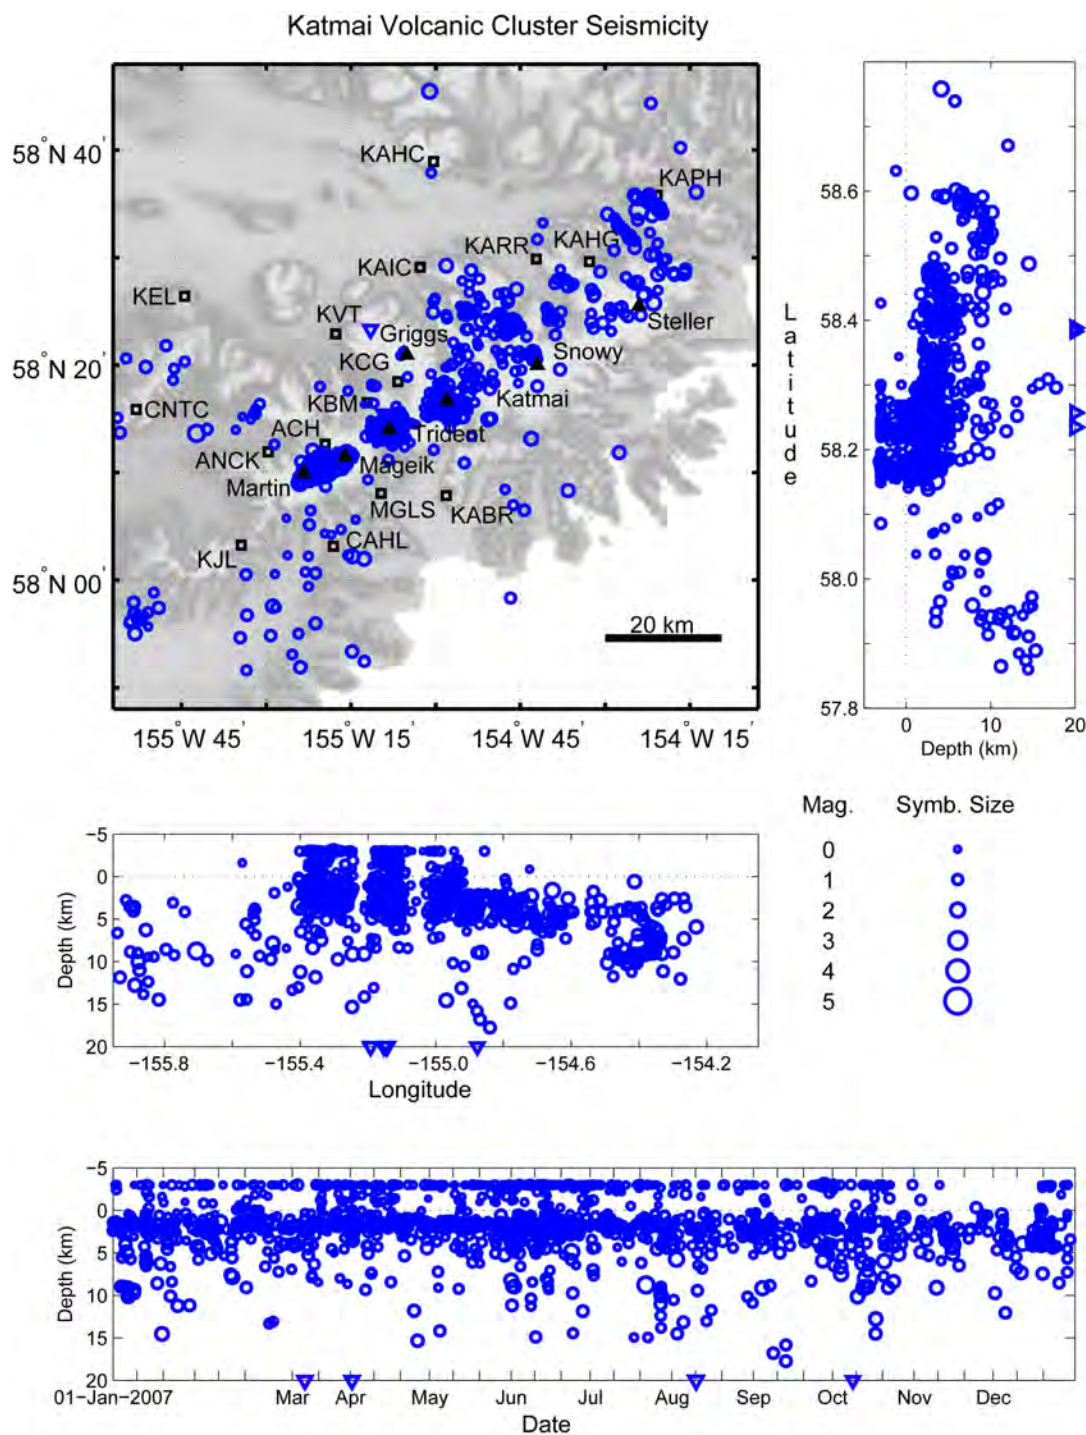 Katmai Volcanic Cluster Seismicity
58°N 40'
58°N 20'
58°N 00'
155°W 45'
155°W 15'
154°W 45'
154°W 15'
KAHC
KAPH
KARR
KAHG
KAIC
KEL
KVT
Griggs
Steller
KCG
Snowy
CNTC
KBM
Katmai
ACH
Trident
ANCK
Mageik
Martin
MGLS
KABR
KJL
CAHL
20 km
Latitude
58.6
58.4
58.2
58.0
57.8
0
10
20
Depth (km)
Mag.
Symb. Size
0
1
2
3
4
5
−5
0
5
10
15
20
Depth (km)
−155.8
−155.4
−155.0
−154.6
−154.2
Longitude
−5
0
5
10
15
20
Depth (km)
01-Jan-2007
Mar
Apr
May
Jun
Jul
Aug
Sep
Oct
Nov
Dec
Date